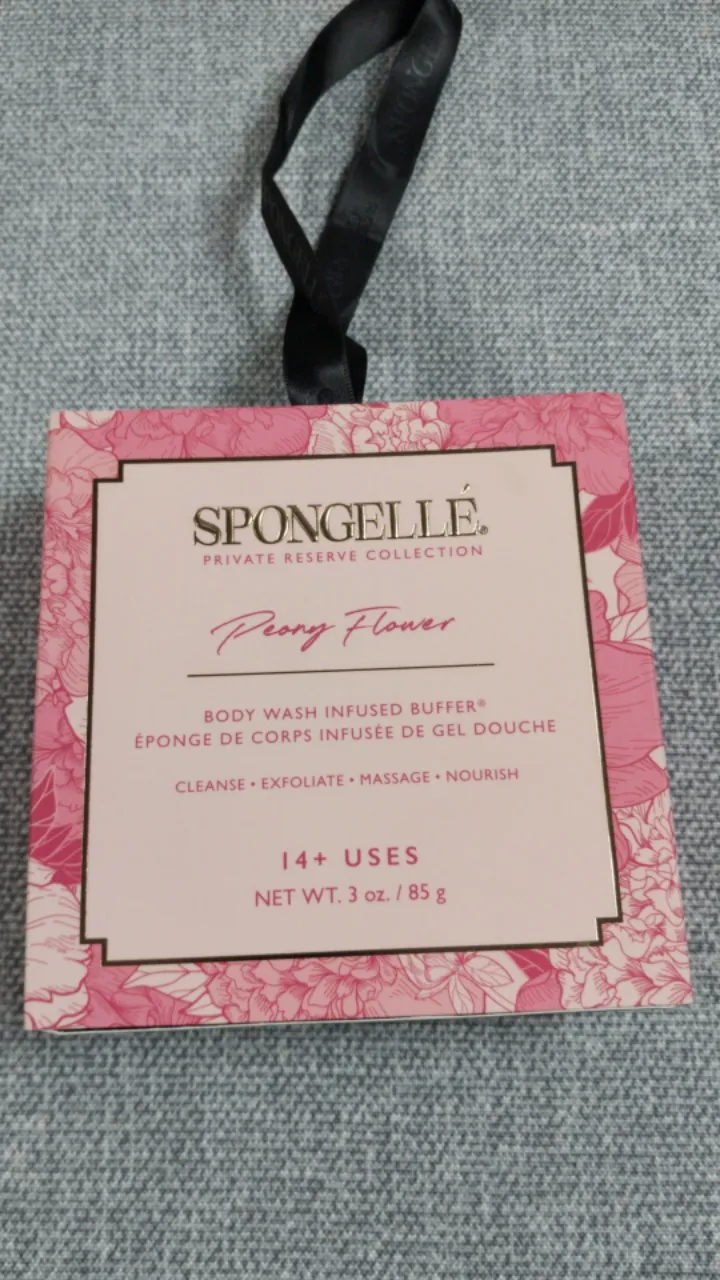 SPONGELLÉ®
PRIVATE RESERVE COLLECTION
Peony Flower
BODY WASH INFUSED BUFFER®
ÉPONGE DE CORPS INFUSÉE DE GEL DOUCHE
CLEANSE • EXFOLIATE • MASSAGE • NOURISH
14+ USES
NET WT. 3 oz. / 85 g